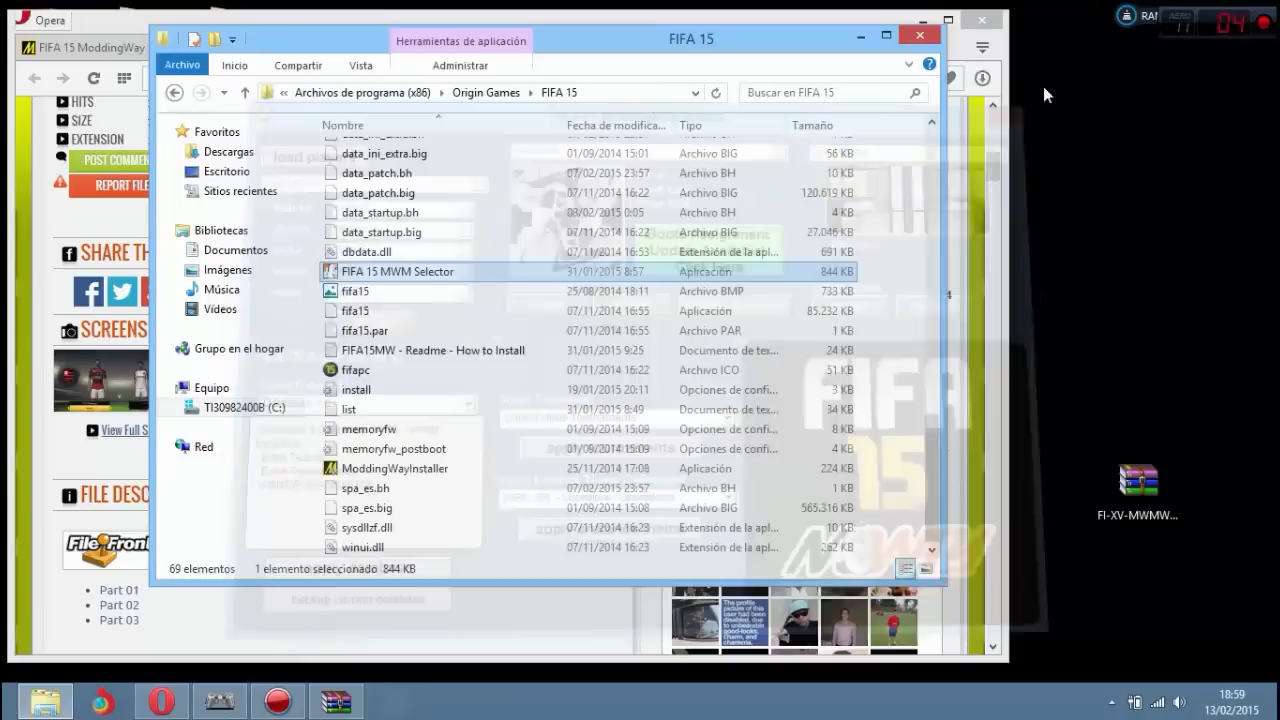 Opera
FIFA 15 ModdingWay
HITS
SIZE
EXTENSION
POST COMME
REPORT FILE
SHARE TH
SCREENS
View Full S
FILE DESC
FileFront
Part 01
Part 02
Part 03
Herramientas de aplicación
FIFA 15
Archivo Inicio Compartir Vista Administrar
« Archivos de programa (x86) Origin Games FIFA 15
Buscar en FIFA 15
Favoritos
Descargas
Escritorio
Sitios recientes
Bibliotecas
Documentos
Imágenes
Música
Vídeos
Grupo en el hogar
Equipo
TI30982400B (C:)
Red
Nombre Fecha de modifica... Tipo Tamaño
data_ini_extra.big 01/09/2014 15:01 Archivo BIG 56 KB
data_patch.bh 07/02/2015 23:57 Archivo BH 10 KB
data_patch.big 07/11/2014 16:22 Archivo BIG 120.619 KB
data_startup.bh 08/02/2015 0:05 Archivo BH 4 KB
data_startup.big 07/11/2014 16:22 Archivo BIG 27.046 KB
dbdata.dll 07/11/2014 16:53 Extensión de la apl... 691 KB
FIFA 15 MWM Selector 31/01/2015 8:57 Aplicación 844 KB
fifa15 25/08/2014 18:11 Archivo BMP 733 KB
fifa15 07/11/2014 16:55 Aplicación 85.232 KB
fifa15.par 07/11/2014 16:55 Archivo PAR 1 KB
FIFA15MW - Readme - How to Install 31/01/2015 9:25 Documento de tex... 24 KB
fifapc 07/11/2014 16:22 Archivo ICO 51 KB
install 19/01/2015 20:11 Opciones de confi... 3 KB
list 31/01/2015 8:49 Documento de tex... 34 KB
memoryfw 01/09/2014 15:09 Opciones de confi... 8 KB
memoryfw_postboot 01/09/2014 15:09 Opciones de confi... 4 KB
ModdingWayInstaller 25/11/2014 17:08 Aplicación 224 KB
spa_es.bh 07/02/2015 23:57 Archivo BH 1 KB
spa_es.big 01/09/2014 15:08 Archivo BIG 565.316 KB
sysdllzf.dll 07/11/2014 16:23 Extensión de la apl... 10 KB
winui.dll 07/11/2014 16:23 Extensión de la apl... 262 KB
69 elementos 1 elemento seleccionado 844 KB
FIFA
15
RAR
AERO
11
04
FI-XV-MWMW...
18:59
13/02/2015